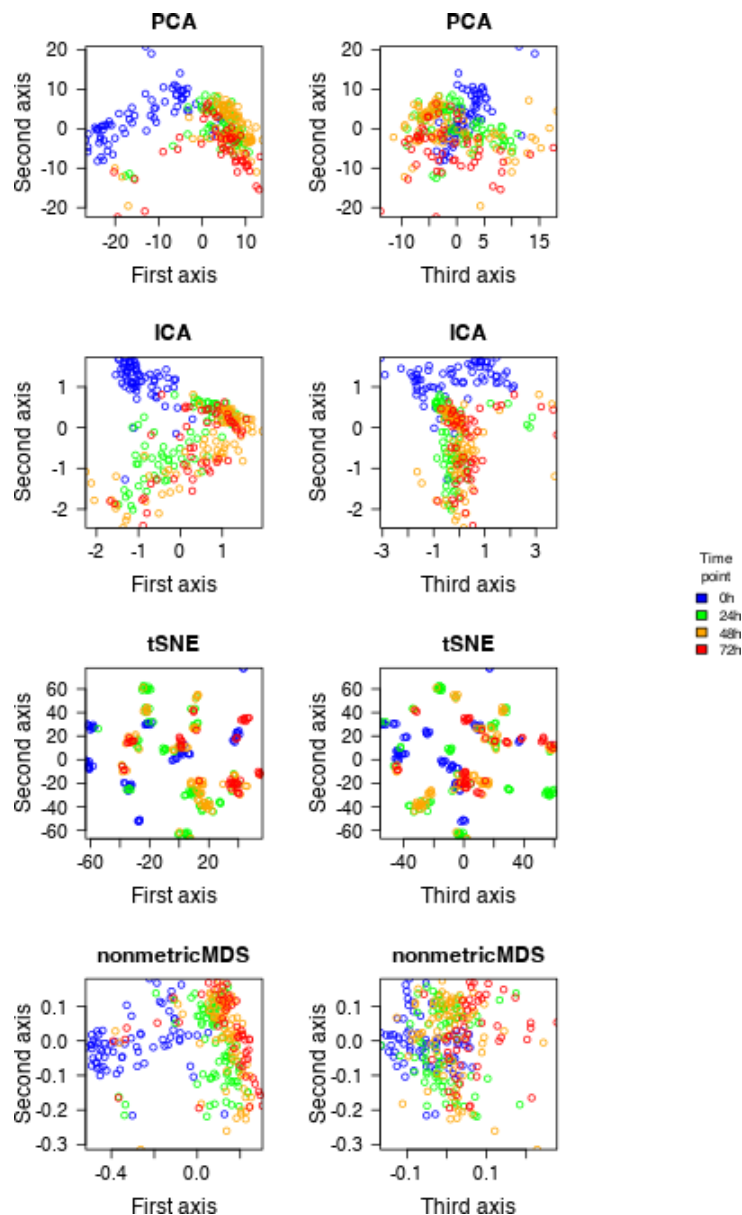 PCA
PCA
20
10
0
-10
-20
Second axis
-20
-10
0
10
First axis
20
10
0
-10
-20
Second axis
-10
0
5
15
Third axis
ICA
ICA
1
0
-1
-2
Second axis
-2
-1
0
1
First axis
1
0
-1
-2
Second axis
-3
-1
1
3
Third axis
Time
point
0h
24h
48h
72h
tSNE
tSNE
60
40
20
0
-20
-40
-60
Second axis
-60
-20
20
First axis
60
40
20
0
-20
-40
-60
Second axis
-40
0
40
Third axis
nonmetricMDS
nonmetricMDS
0.1
0.0
-0.1
-0.2
-0.3
Second axis
-0.4
0.0
First axis
0.1
0.0
-0.1
-0.2
-0.3
Second axis
-0.1
0.1
Third axis